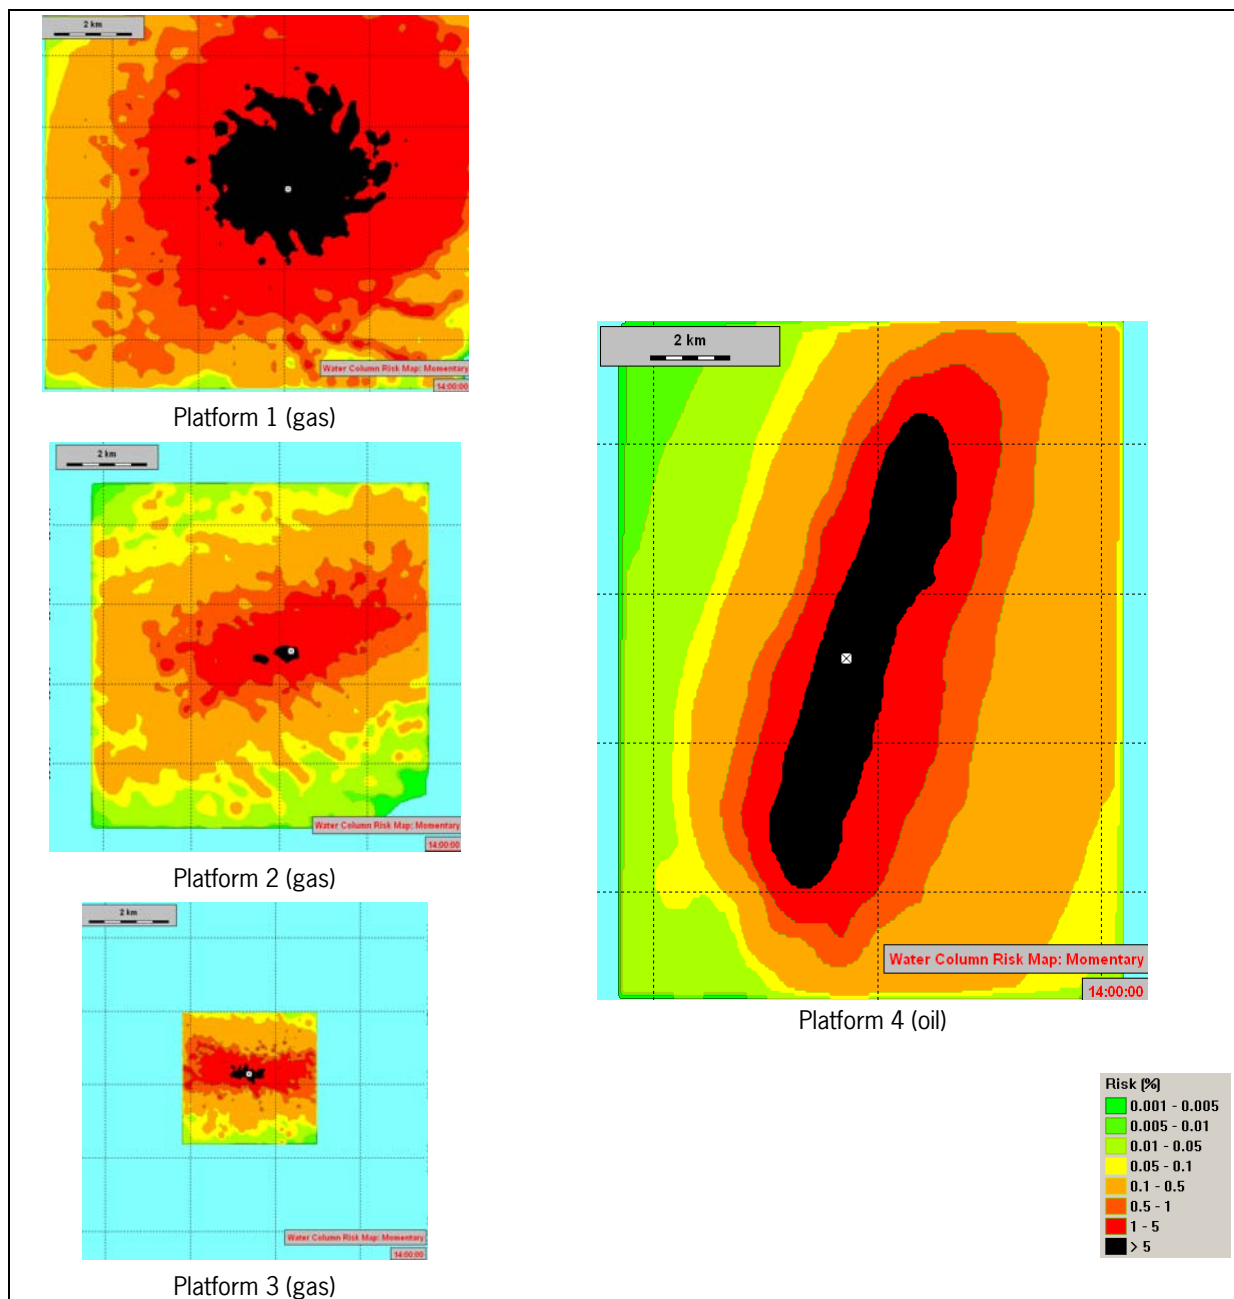 2 km
Water Column Risk Map: Momentary
14:00:00
Platform 1 (gas)
2 km
Water Column Risk Map: Momentary
14:00:00
Platform 2 (gas)
2 km
Water Column Risk Map: Momentary
14:00:00
Platform 3 (gas)
2 km
Water Column Risk Map: Momentary
14:00:00
Platform 4 (oil)
Risk (%)
0.001 - 0.005
0.005 - 0.01
0.01 - 0.05
0.05 - 0.1
0.1 - 0.5
0.5 - 1
1 - 5
> 5